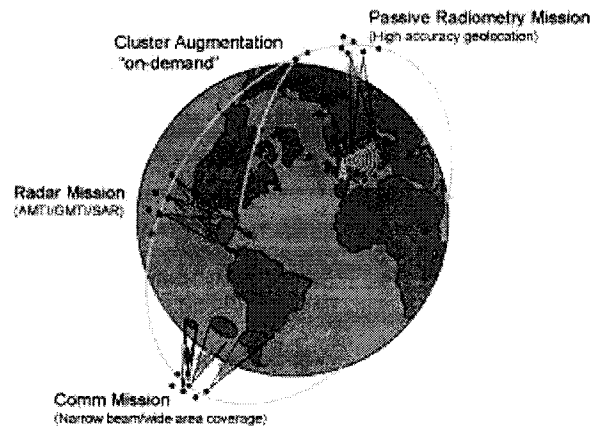 Passive Radiometry Mission
(High accuracy geolocation)
Cluster Augmentation
"on-demand"
Radar Mission
(AMTI/GMTI/SAR)
Comm Mission
(Narrow beam/wide area coverage)